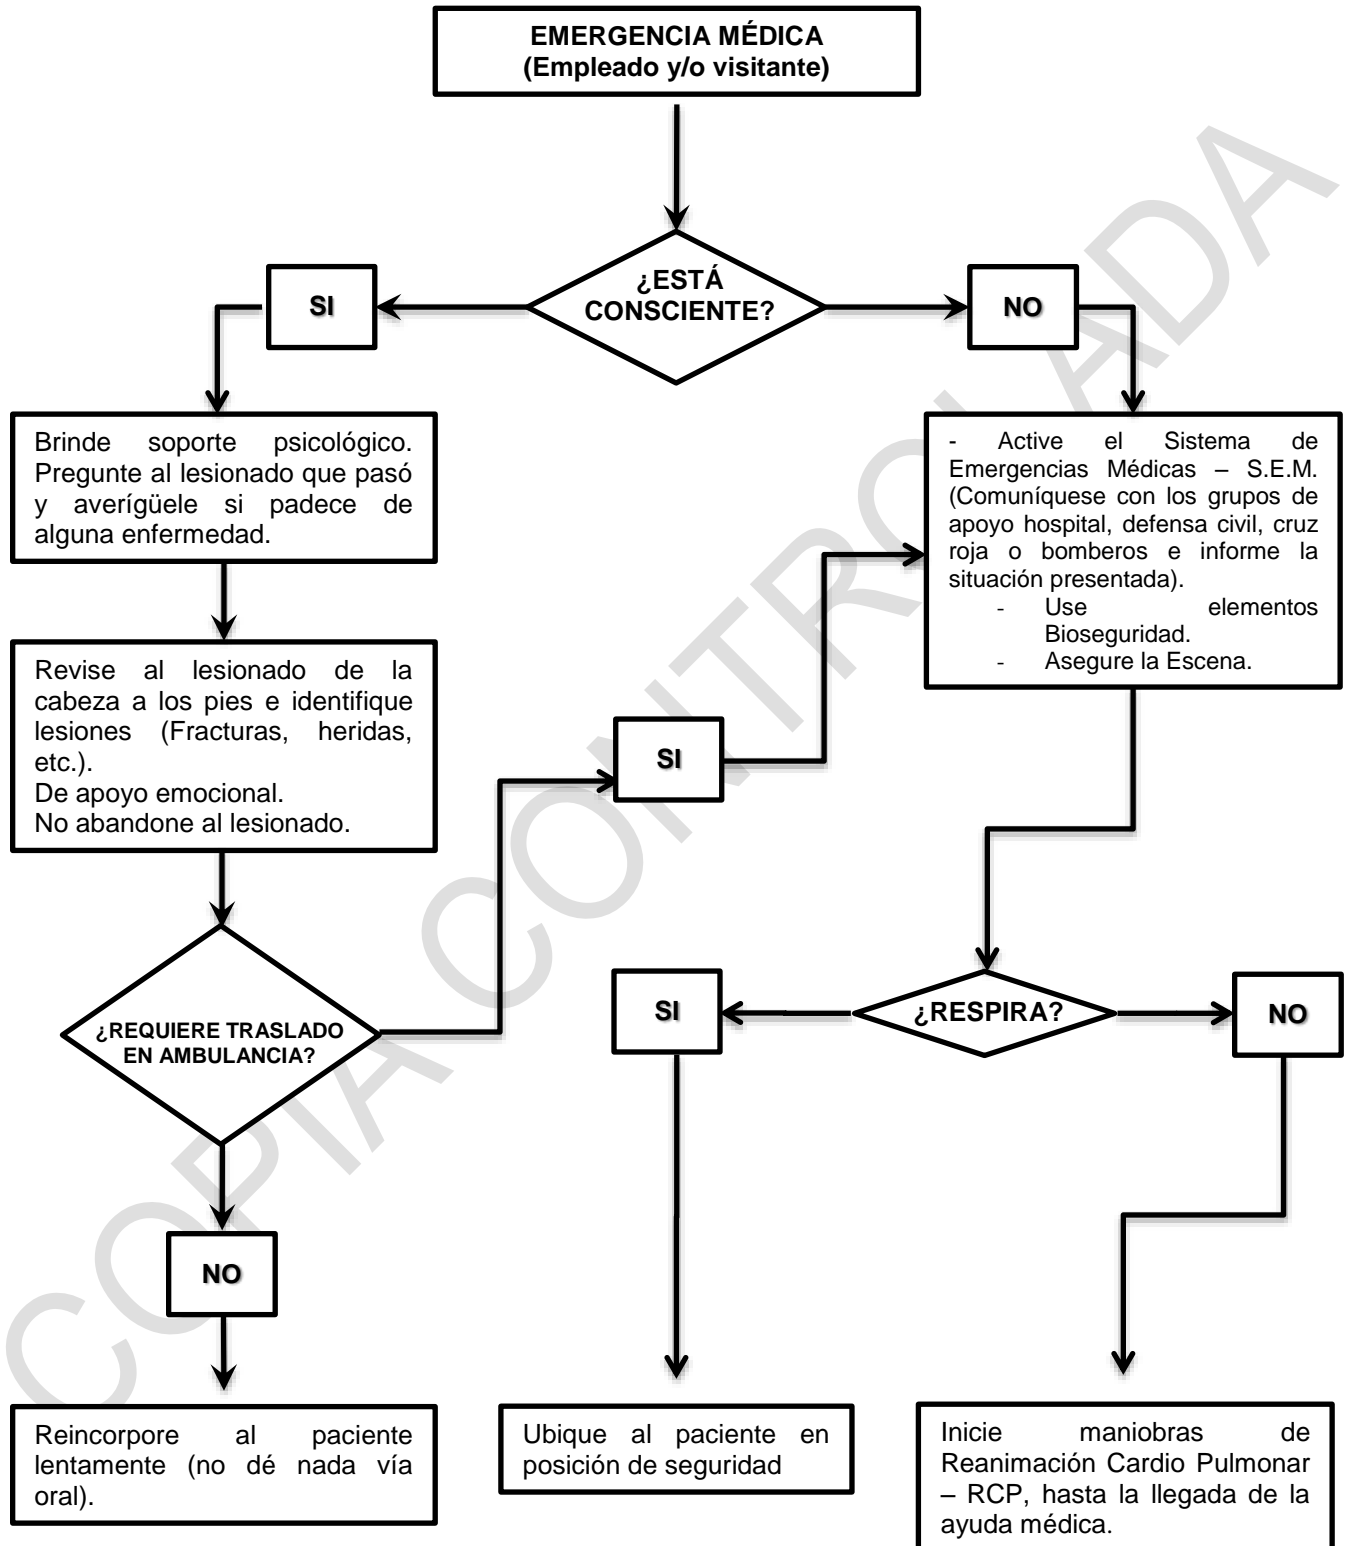 EMERGENCIA MÉDICA
(Empleado y/o visitante)
¿ESTÁ
CONSCIENTE?
SI
NO
Brinde soporte psicológico.
Pregunte al lesionado que pasó
y averígüele si padece de
alguna enfermedad.
- Active el Sistema de
Emergencias Médicas – S.E.M.
(Comuníquese con los grupos de
apoyo hospital, defensa civil, cruz
roja o bomberos e informe la
situación presentada).
- Use elementos
Bioseguridad.
- Asegure la Escena.
Revise al lesionado de la
cabeza a los pies e identifique
lesiones (Fracturas, heridas,
etc.).
De apoyo emocional.
No abandone al lesionado.
SI
¿REQUIERE TRASLADO
EN AMBULANCIA?
SI
¿RESPIRA?
NO
NO
Reincorpore al paciente
lentamente (no dé nada vía
oral).
Ubique al paciente en
posición de seguridad
Inicie maniobras de
Reanimación Cardio Pulmonar
– RCP, hasta la llegada de la
ayuda médica.
COPIA CONTROLADA